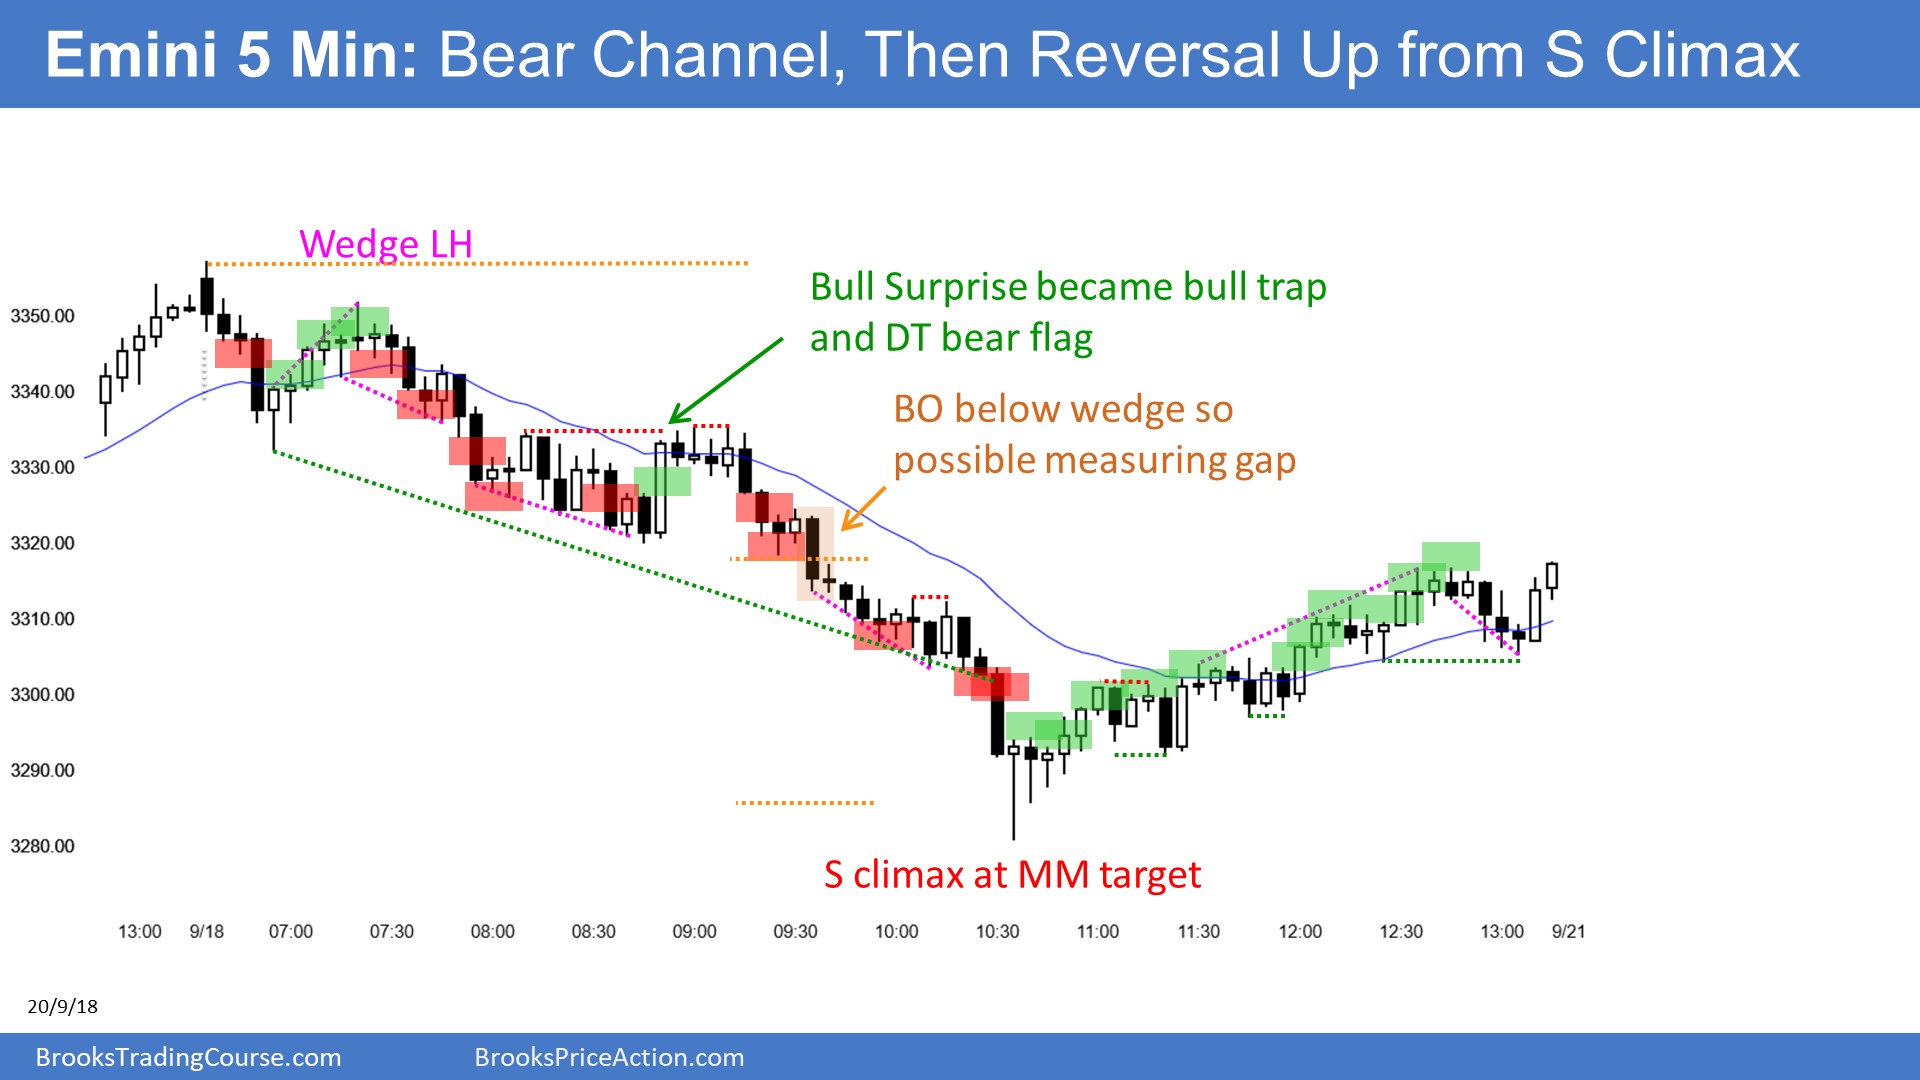 Emini 5 Min: Bear Channel, Then Reversal Up from S Climax
Wedge LH
Bull Surprise became bull trap
and DT bear flag
BO below wedge so
possible measuring gap
S climax at MM target
3350.00
3340.00
3330.00
3320.00
3310.00
3300.00
3290.00
3280.00
13:00 9/18 07:00 07:30 08:00 08:30 09:00 09:30 10:00 10:30 11:00 11:30 12:00 12:30 13:00 9/21
20/9/18
BrooksTradingCourse.com BrooksPriceAction.com